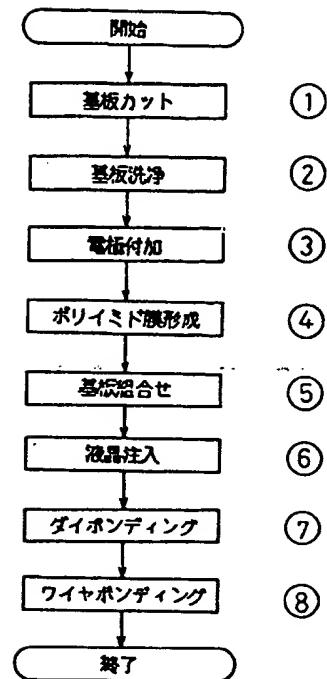 開始
基板カット ①
基板洗浄 ②
電極付加 ③
ポリイミド膜形成 ④
基板組合せ ⑤
液晶注入 ⑥
ダイボンディング ⑦
ワイヤボンディング ⑧
終了